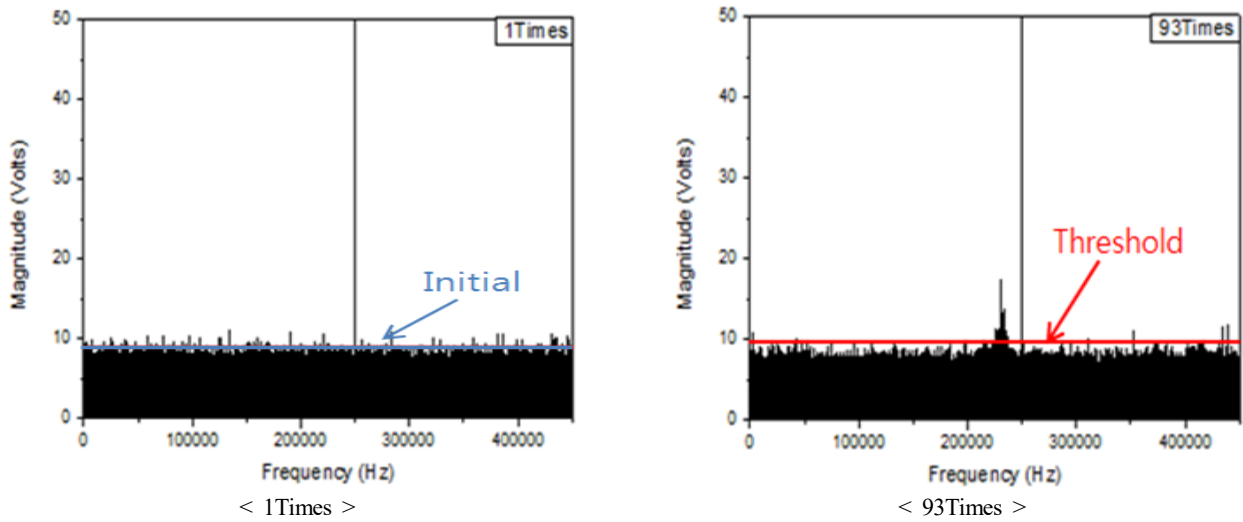 50
40
30
20
10
0
Magnitude (Volts)
1Times
Initial
0 100000 200000 300000 400000
Frequency (Hz)
< 1Times >
50
40
30
20
10
0
Magnitude (Volts)
93Times
Threshold
0 100000 200000 300000 400000
Frequency (Hz)
< 93Times >